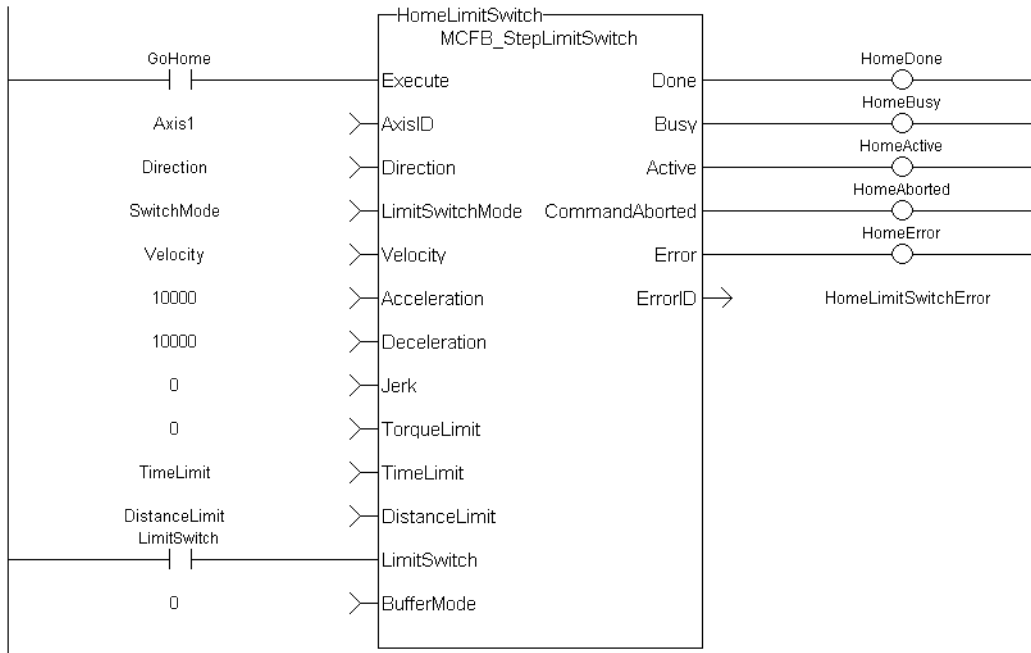 HomeLimitSwitch
MCFB_StepLimitSwitch
GoHome
Execute
Done
HomeDone
Axis1
AxisID
Busy
HomeBusy
Direction
Direction
Active
HomeActive
SwitchMode
LimitSwitchMode
CommandAborted
HomeAborted
Velocity
Velocity
Error
HomeError
10000
Acceleration
ErrorID
HomeLimitSwitchError
10000
Deceleration
0
Jerk
0
TorqueLimit
TimeLimit
TimeLimit
DistanceLimit
DistanceLimit
LimitSwitch
LimitSwitch
0
BufferMode